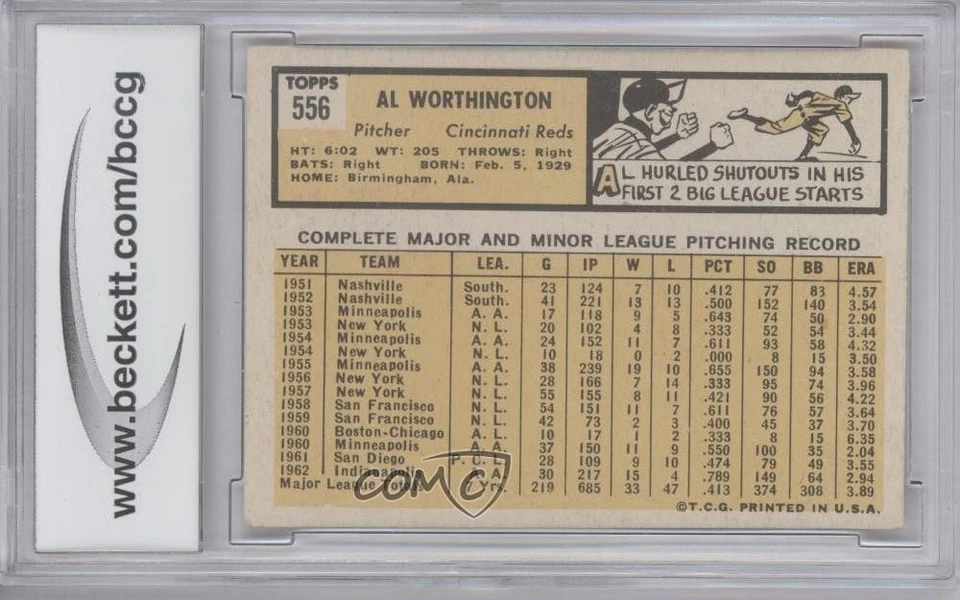 www.beckett.com/bccg
TOPPS
556
AL WORTHINGTON
Pitcher Cincinnati Reds
HT: 6:02 WT: 205 THROWS: Right
BATS: Right BORN: Feb. 5, 1929
HOME: Birmingham, Ala.
AL HURLED SHUTOUTS IN HIS
FIRST 2 BIG LEAGUE STARTS
COMPLETE MAJOR AND MINOR LEAGUE PITCHING RECORD
YEAR TEAM LEA. G IP W L PCT SO BB ERA
1951 Nashville South. 23 124 7 10 .412 77 83 4.57
1952 Nashville South. 41 221 13 13 .500 152 140 3.54
1953 Minneapolis A. A. 17 118 9 5 .643 74 50 2.90
1953 New York N. L. 20 102 4 8 .333 52 54 3.44
1954 Minneapolis A. A. 24 152 11 7 .611 93 58 4.32
1954 New York N. L. 10 18 0 2 .000 8 15 3.50
1955 Minneapolis A. A. 38 239 19 10 .655 150 94 3.58
1956 New York N. L. 28 166 7 14 .333 95 74 3.96
1957 New York N. L. 55 155 8 11 .421 90 56 4.22
1958 San Francisco N. L. 54 151 11 7 .611 76 57 3.64
1959 San Francisco N. L. 42 73 2 3 .400 45 37 3.70
1960 Boston-Chicago A. L. 10 17 1 2 .333 8 15 6.35
1960 Minneapolis A. A. 37 150 11 9 .550 100 35 2.04
1961 San Diego P. C. L. 28 109 9 10 .474 79 49 3.55
1962 Indianapolis A. A. 30 217 15 4 .789 149 64 2.94
Major League Totals 7 Yrs. 219 685 33 47 .413 374 308 3.89
COMC
©T.C.G. PRINTED IN U.S.A.